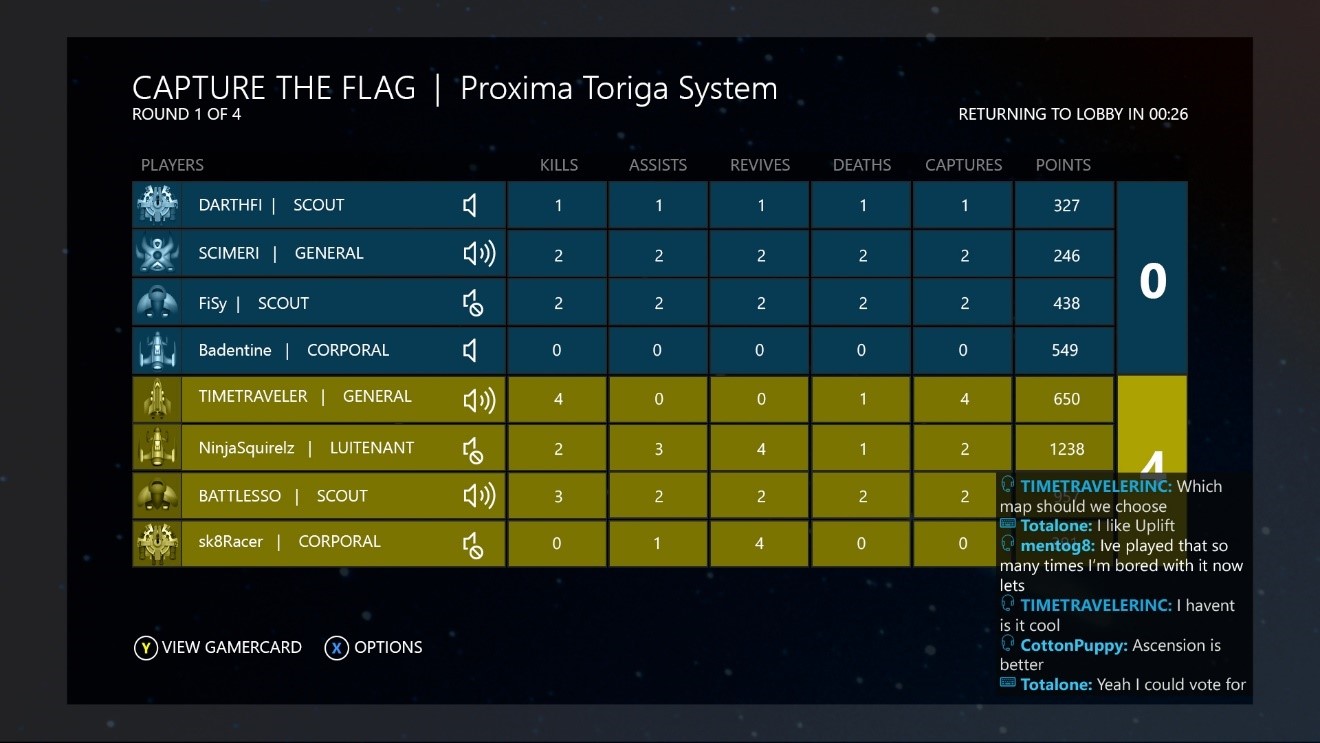 CAPTURE THE FLAG | Proxima Toriga System
ROUND 1 OF 4
RETURNING TO LOBBY IN 00:26
PLAYERS KILLS ASSISTS REVIVES DEATHS CAPTURES POINTS
DARTHFI | SCOUT 1 1 1 1 1 327
SCIMERI | GENERAL 2 2 2 2 2 246
0
FiSy | SCOUT 2 2 2 2 2 438
Badentine | CORPORAL 0 0 0 0 0 549
TIMETRAVELER | GENERAL 4 0 0 1 4 650
NinjaSquirelz | LUITENANT 2 3 4 1 2 1238
4
BATTLESSO | SCOUT 3 2 2 2 2
sk8Racer | CORPORAL 0 1 4 0 0
TIMETRAVELERINC: Which
map should we choose
Totalone: I like Uplift
mentog8: Ive played that so
many times I'm bored with it now
lets
TIMETRAVELERINC: I havent
is it cool
CottonPuppy: Ascension is
better
Totalone: Yeah I could vote for
Y VIEW GAMERCARD X OPTIONS